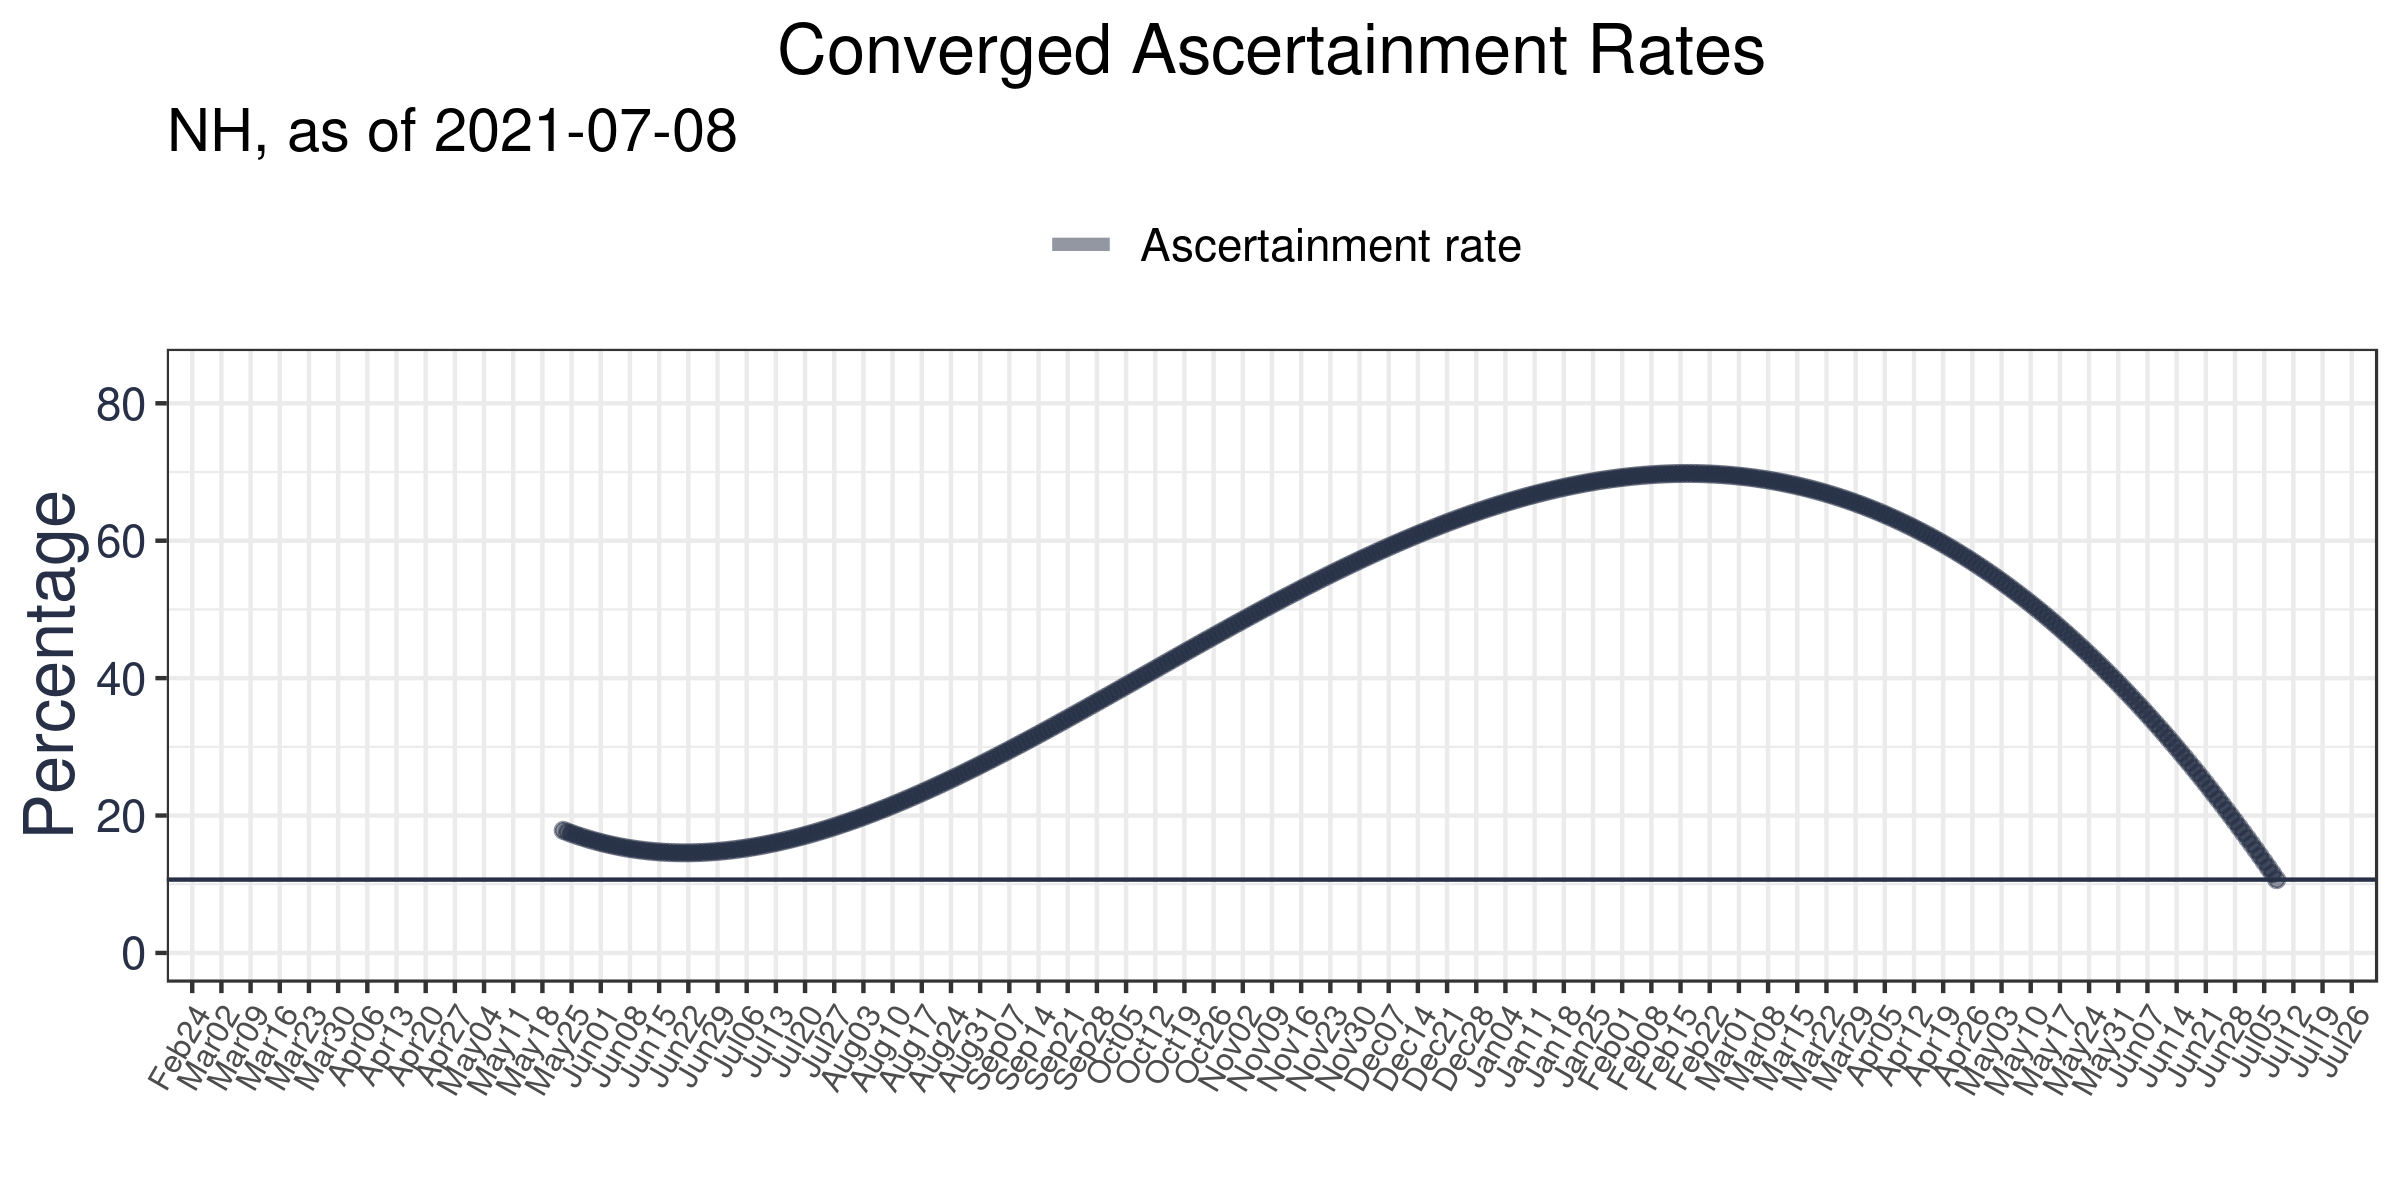 Converged Ascertainment Rates
NH, as of 2021-07-08
Ascertainment rate
Percentage
80
60
40
20
0
Feb24 Mar02 Mar09 Mar16 Mar23 Mar30 Apr06 Apr13 Apr20 Apr27 May04 May11 May18 May25 Jun01 Jun08 Jun15 Jun22 Jun29 Jul06 Jul13 Jul20 Jul27 Aug03 Aug10 Aug17 Aug24 Aug31 Sep07 Sep14 Sep21 Sep28 Oct05 Oct12 Oct19 Oct26 Nov02 Nov09 Nov16 Nov23 Nov30 Dec07 Dec14 Dec21 Dec28 Jan04 Jan11 Jan18 Jan25 Feb01 Feb08 Feb15 Feb22 Mar01 Mar08 Mar15 Mar22 Mar29 Apr05 Apr12 Apr19 Apr26 May03 May10 May17 May24 May31 Jun07 Jun14 Jun21 Jun28 Jul05 Jul12 Jul19 Jul26